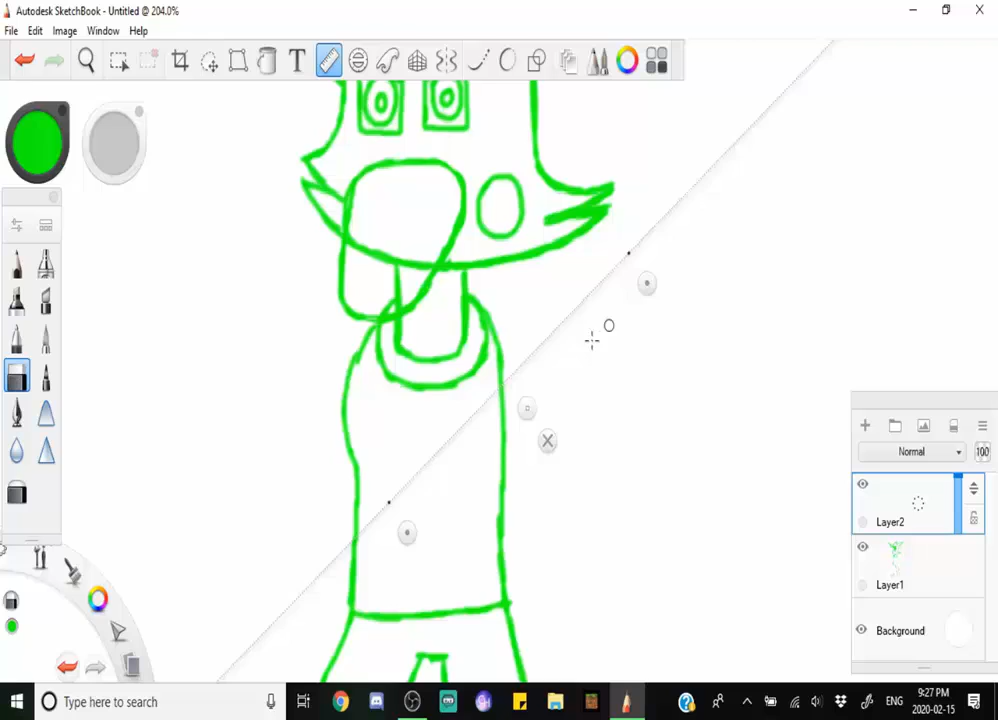 Autodesk SketchBook - Untitled @ 204.0%
File Edit Image Window Help
T
Normal
100
Layer2
Layer1
Background
Type here to search
ENG
9:27 PM
2020-02-15